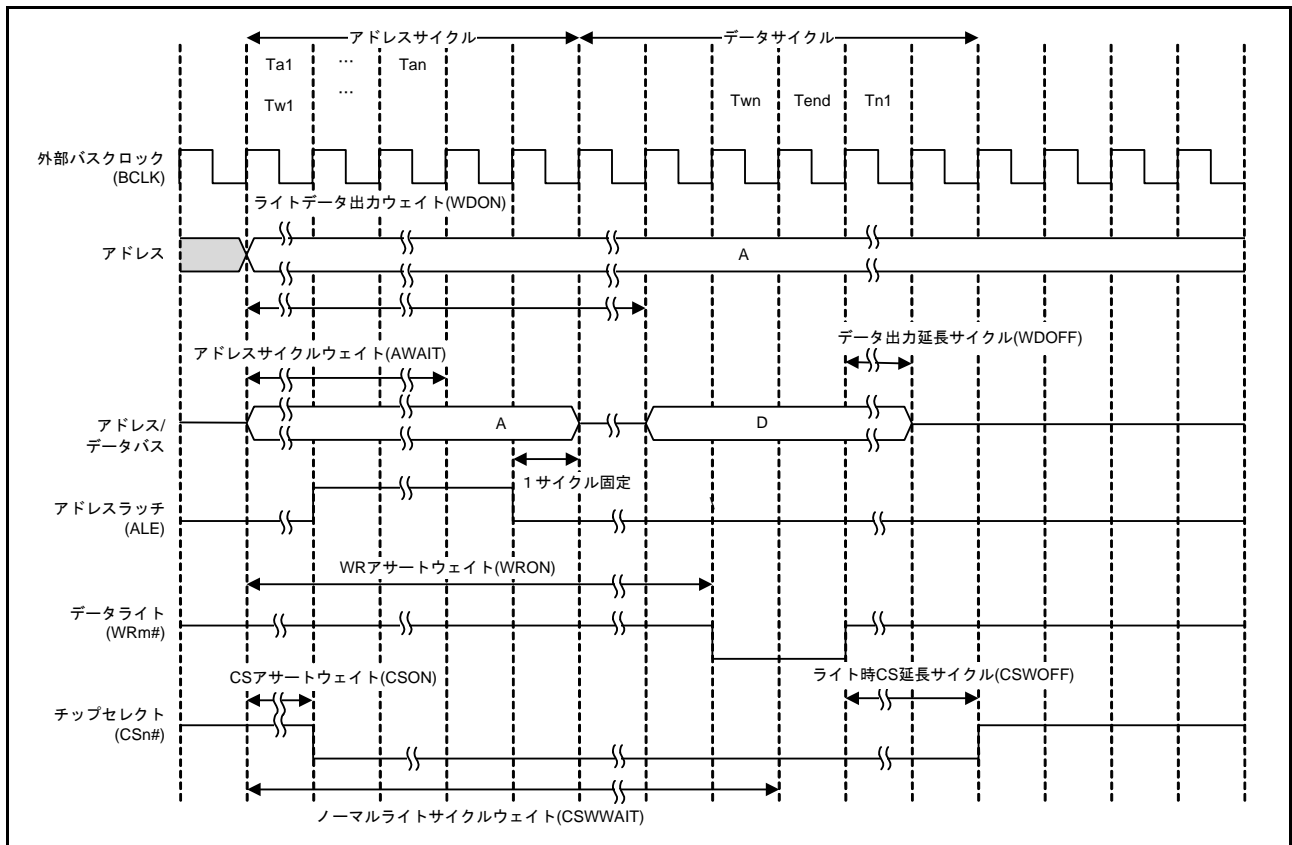 アドレスサイクル データサイクル
Ta1 … Tan
Tw1 … Twn Tend Tn1
外部バスクロック
(BCLK)
ライトデータ出力ウェイト(WDON)
アドレス
A
データ出力延長サイクル(WDOFF)
アドレスサイクルウェイト(AWAIT)
アドレス/
データバス
A D
1サイクル固定
アドレスラッチ
(ALE)
WRアサートウェイト(WRON)
データライト
(WRm#)
CSアサートウェイト(CSON) ライト時CS延長サイクル(CSWOFF)
チップセレクト
(CSn#)
ノーマルライトサイクルウェイト(CSWWAIT)